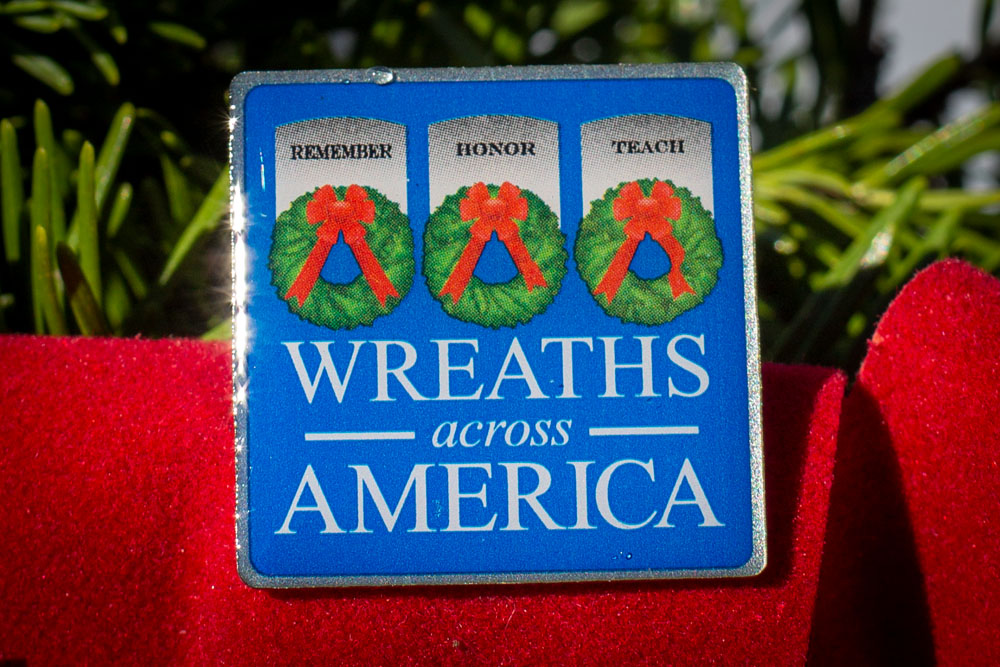 REMEMBER HONOR TEACH
WREATHS
across
AMERICA